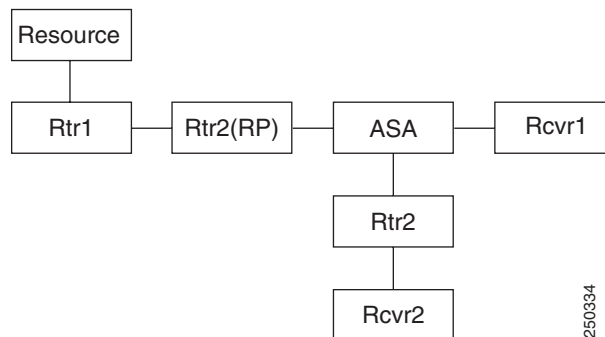 Resource
Rtr1
Rtr2(RP)
ASA
Rcvr1
Rtr2
Rcvr2
250334